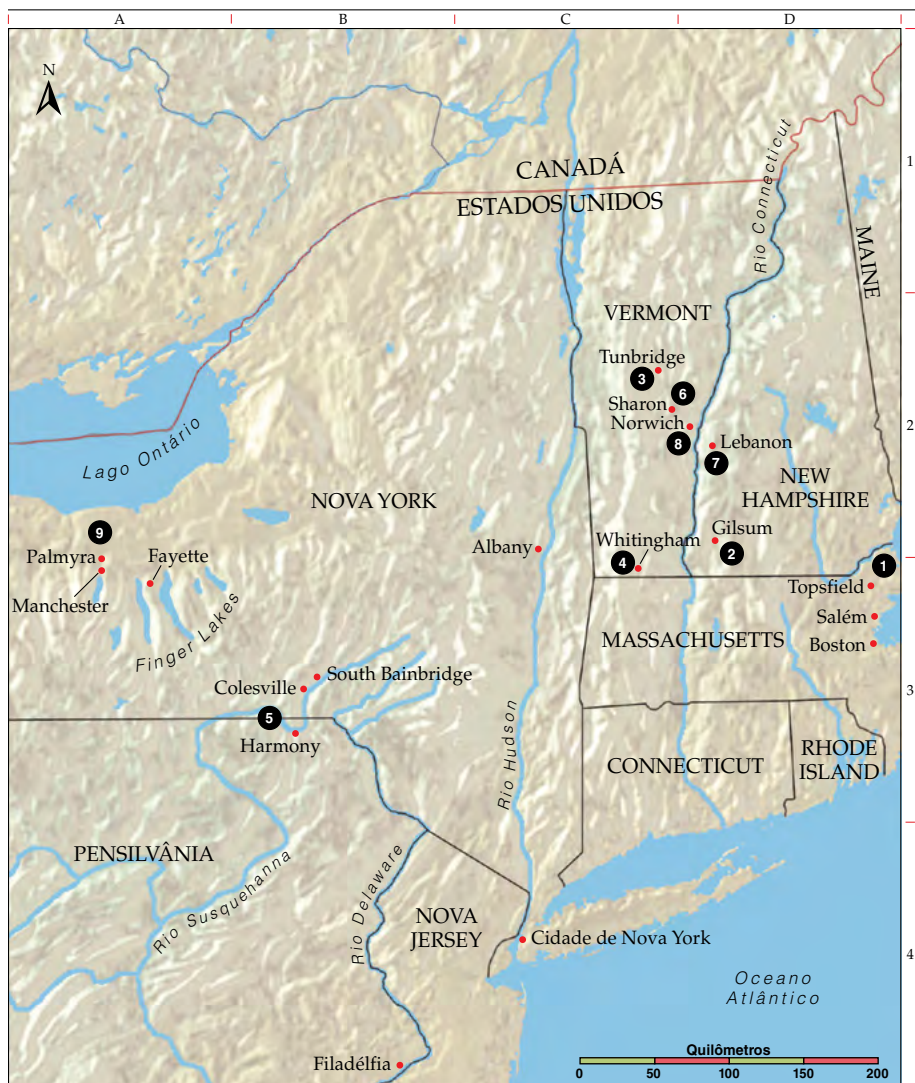 A B C D
N
1
CANADÁ
ESTADOS UNIDOS
Rio Connecticut
MAINE
VERMONT
Tunbridge
3
6
Sharon
Norwich
8
2
Lebanon
7
Lago Ontário
NOVA YORK
NEW
HAMPSHIRE
9
Palmyra
Fayette
Manchester
Finger Lakes
Albany
Whitingham
4
Gilsum
2
1
Topsfield
Salém
Boston
MASSACHUSETTS
South Bainbridge
Colesville
3
5
Harmony
Rio Hudson
CONNECTICUT
RHODE
ISLAND
PENSILVÂNIA
Rio Susquehanna
Rio Delaware
NOVA
JERSEY
Cidade de Nova York
4
Oceano
Atlântico
Filadélfia
Quilômetros
0 50 100 150 200